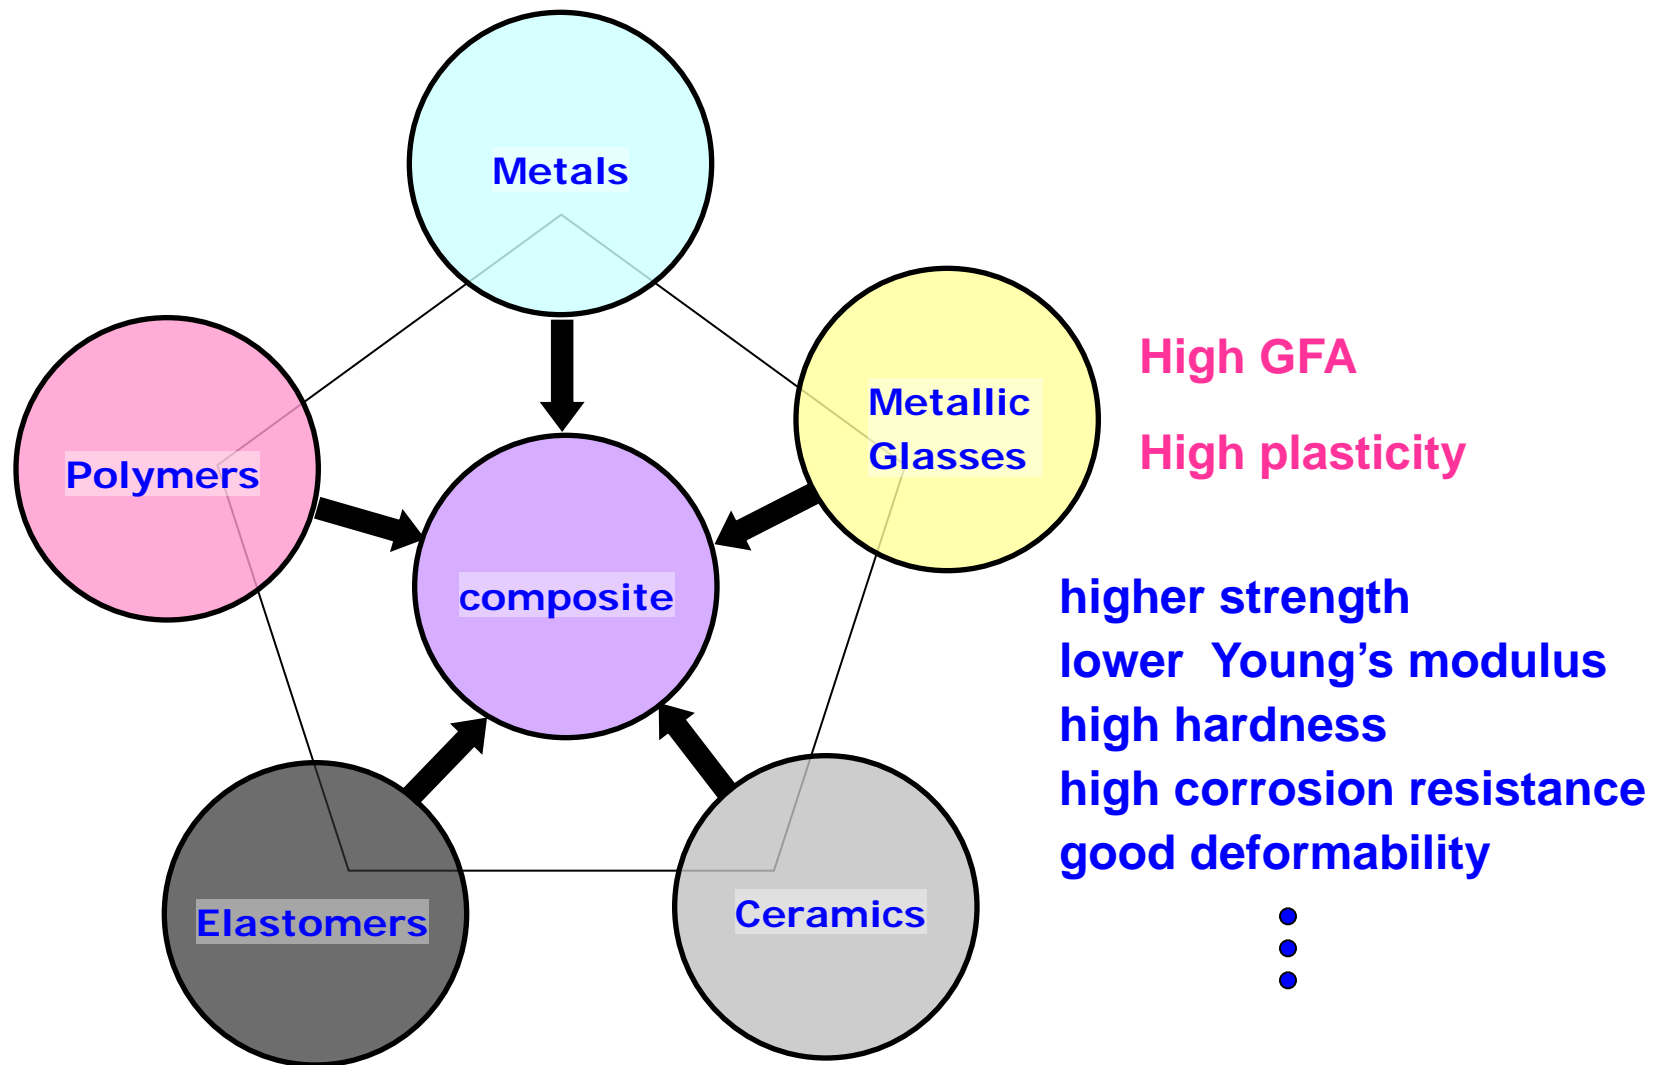 Metals
Metallic
Glasses
High GFA
High plasticity
Polymers
composite
higher strength
lower  Young’s modulus
high hardness
high corrosion resistance
good deformability
Elastomers
Ceramics